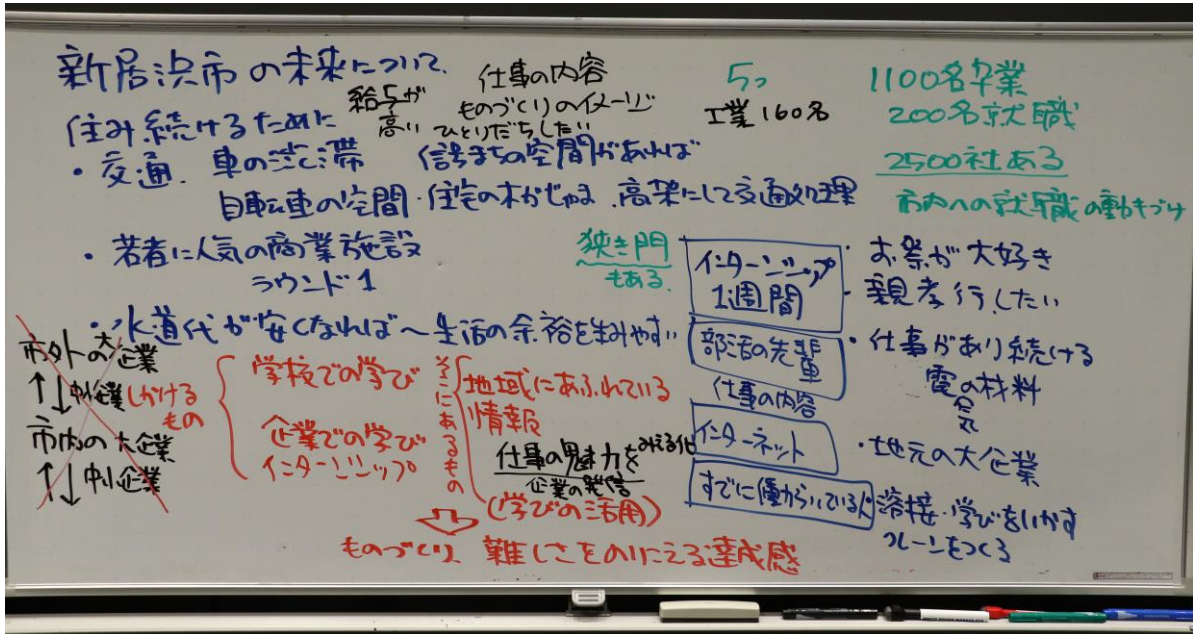 新居浜市の未来について
住み続けるために
給与が
高い
仕事の内容
ものづくりのイメージ
ひとりだちしたい
5つ
工業160名
1100名卒業
200名就職
2500社ある
市内への就職の動きづけ
・交通. 車の渋滞 信号まちの空間があれば
自転車の空間・住宅の木がじゃま. 高架にして交通処理
・若者に人気の商業施設
ラウンド1
・水道代が安くなれば〜生活の余裕を生みやすい
狭き門
もある
インターンシップ
1週間
部活の先輩
仕事の内容
インターネット
すでに働からいている人
・お祭が大好き
・親孝行したい
・仕事があり続ける
電の材料
気
・地元の大企業
溶接・学びをいかす
クレーンをつくる
市外の大企業
↑↓中小企業
市内の大企業
↑↓中小企業
しかける
もの
学校での学び
企業での学び
インターンシップ
そこにあるもの
地域にあふれている
情報
仕事の魅力をみえる化
企業の発信
(学びの活用)
ものづくり 難しさをのりこえる達成感